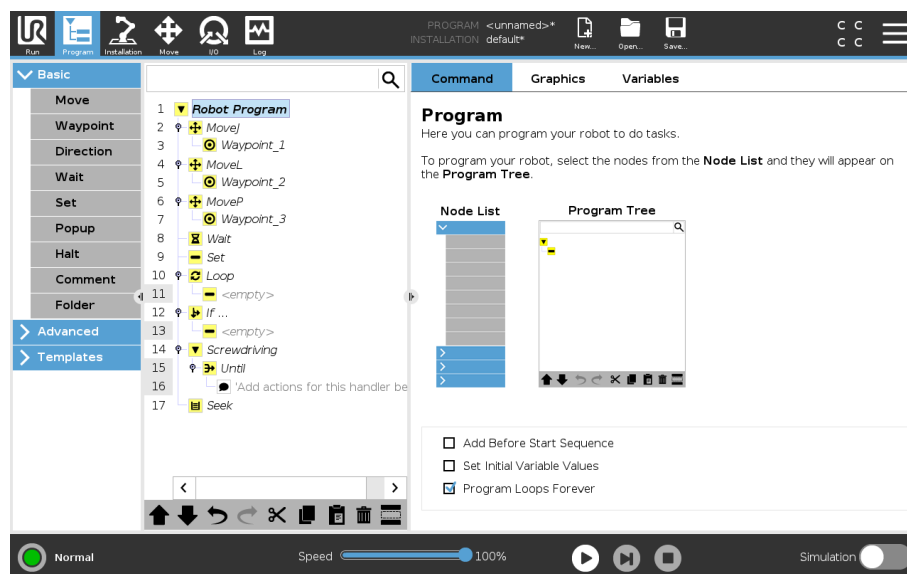 UR
PROGRAM <unnamed>*
INSTALLATION default*
Run Program Installation Move I/O Log New... Open... Save...
C C
C C
Basic
Move
Waypoint
Direction
Wait
Set
Popup
Halt
Comment
Folder
Advanced
Templates
1 Robot Program
2 MoveJ
3 Waypoint_1
4 MoveL
5 Waypoint_2
6 MoveP
7 Waypoint_3
8 Wait
9 Set
10 Loop
11 <empty>
12 If ...
13 <empty>
14 Screwdriving
15 Until
16 'Add actions for this handler be
17 Seek
Command Graphics Variables
Program
Here you can program your robot to do tasks.
To program your robot, select the nodes from the Node List and they will appear on
the Program Tree.
Node List Program Tree
Add Before Start Sequence
Set Initial Variable Values
Program Loops Forever
Normal Speed 100% Simulation